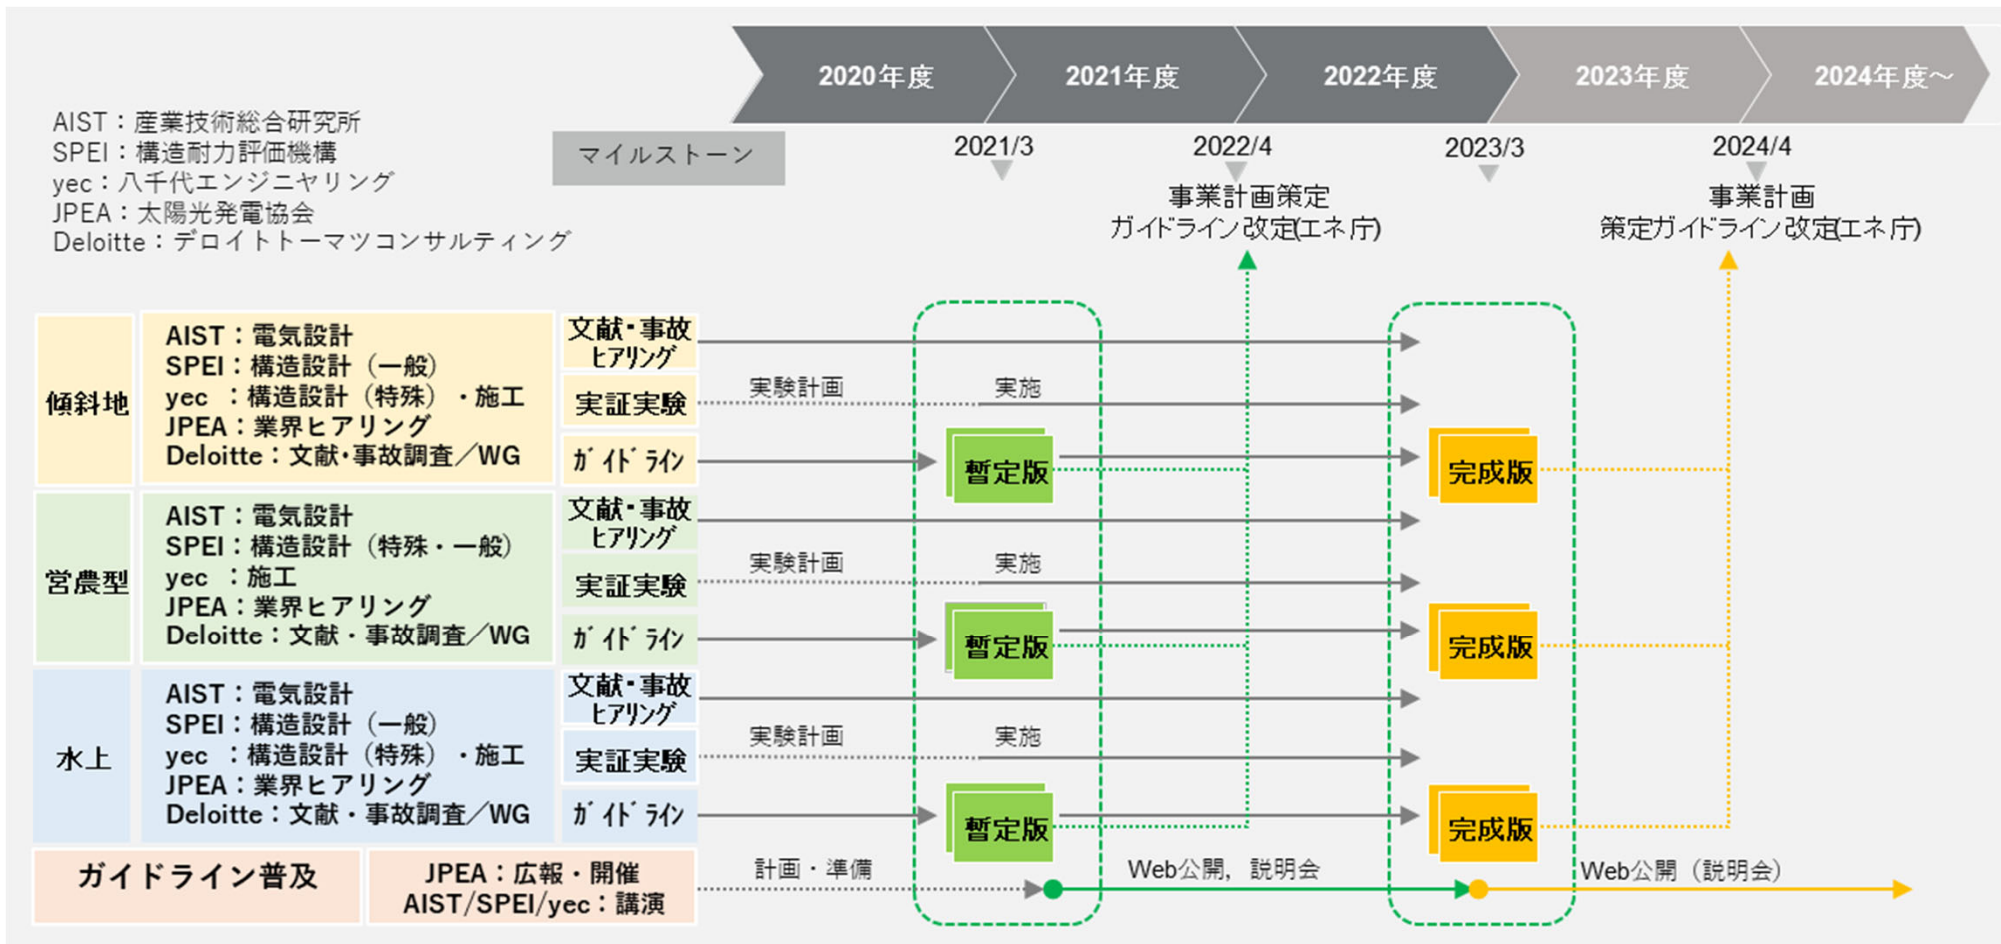 2020年度
2021年度
2022年度
2023年度
2024年度～
AIST：産業技術総合研究所
SPEI：構造耐力評価機構
yec：八千代エンジニヤリング
JPEA：太陽光発電協会
Deloitte：デロイトトーマツコンサルティング
マイルストーン
2021/3
2022/4
2023/3
2024/4
事業計画策定
ガイドライン改定(エネ庁)
事業計画
策定ガイドライン改定(エネ庁)
傾斜地
AIST：電気設計
SPEI：構造設計（一般）
yec ：構造設計（特殊）・施工
JPEA：業界ヒアリング
Deloitte：文献・事故調査／WG
文献・事故
ヒアリング
実証実験
ｶﾞｲﾄﾞﾗｲﾝ
実験計画
実施
暫定版
完成版
営農型
AIST：電気設計
SPEI：構造設計（特殊・一般）
yec ：施工
JPEA：業界ヒアリング
Deloitte：文献・事故調査／WG
文献・事故
ヒアリング
実証実験
ｶﾞｲﾄﾞﾗｲﾝ
実験計画
実施
暫定版
完成版
水上
AIST：電気設計
SPEI：構造設計（一般）
yec ：構造設計（特殊）・施工
JPEA：業界ヒアリング
Deloitte：文献・事故調査／WG
文献・事故
ヒアリング
実証実験
ｶﾞｲﾄﾞﾗｲﾝ
実験計画
実施
暫定版
完成版
ガイドライン普及
JPEA：広報・開催
AIST/SPEI/yec：講演
計画・準備
Web公開，説明会
Web公開（説明会）